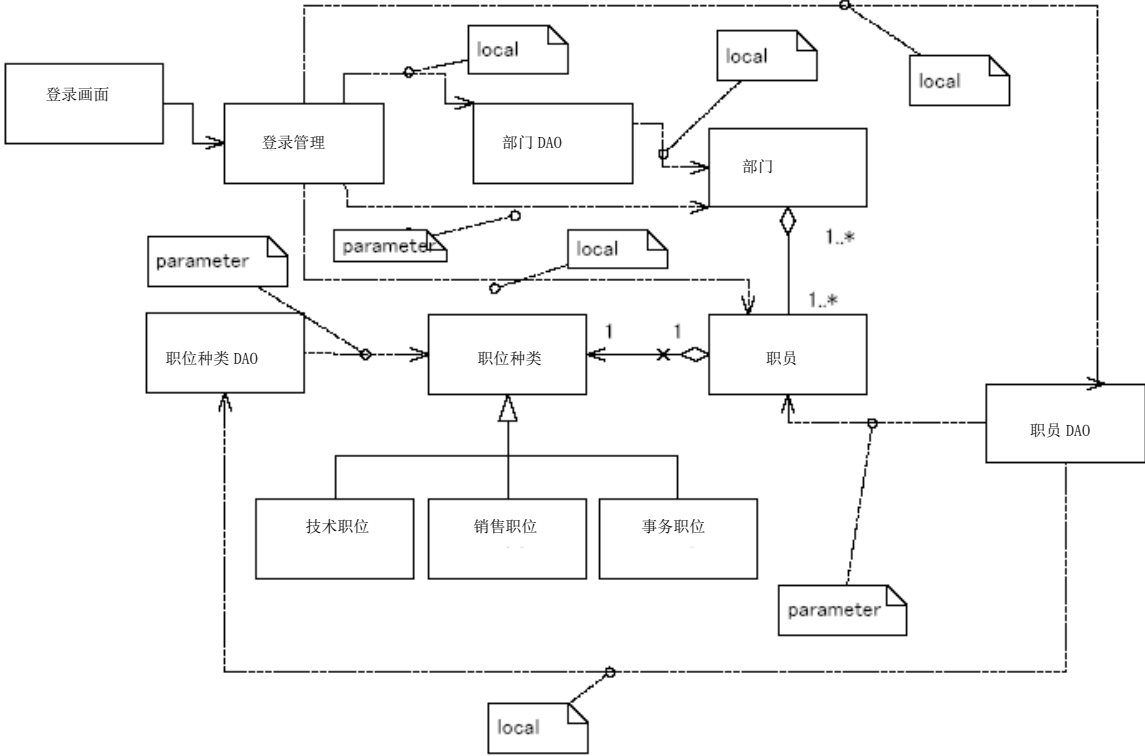 local
local
local
登录画面
登录管理
部门 DAO
部门
parameter
1..*
local
parameter
1..*
职位种类 DAO
职位种类
1
1
职员
职员 DAO
技术职位
销售职位
事务职位
parameter
local